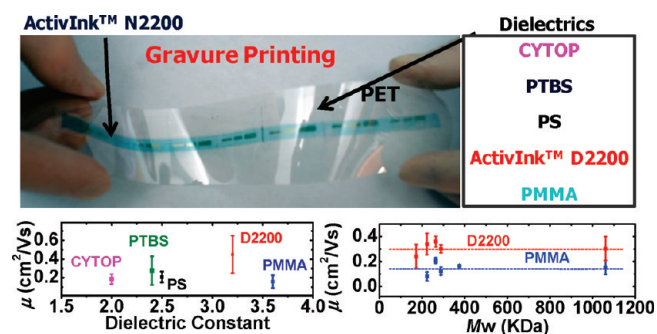 ActivInk™ N2200
Gravure Printing
PET
Dielectrics
CYTOP
PTBS
PS
ActivInk™ D2200
PMMA
μ (cm²/Vs)
0.6
0.4
0.2
CYTOP
PTBS
PS
D2200
PMMA
1.5 2.0 2.5 3.0 3.5 4.0
Dielectric Constant
μ (cm²/Vs)
0.4
0.2
0.0
D2200
PMMA
200 400 600 800 1000 1200
Mw (KDa)